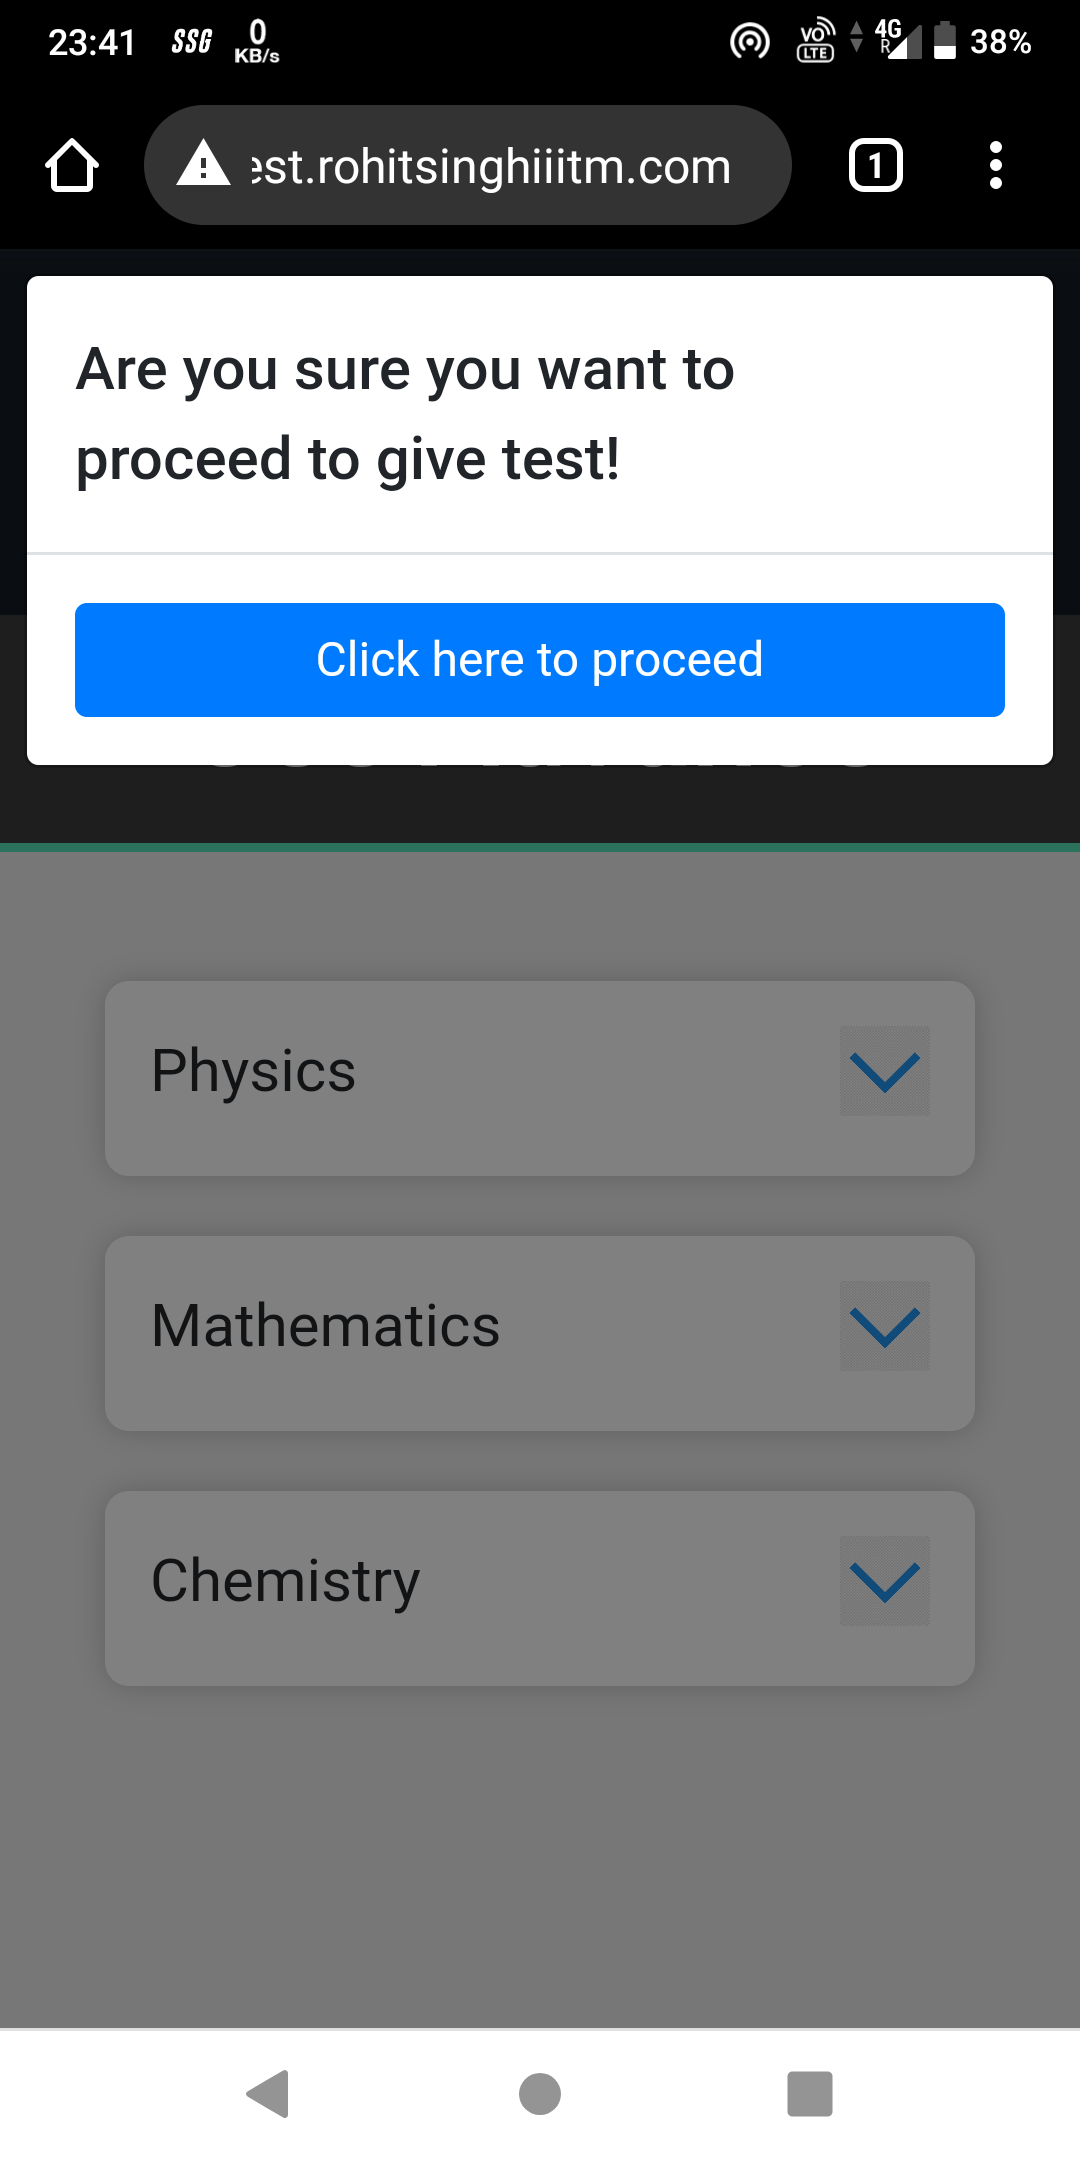 23:41 SSG 0 KB/s VO LTE 4G R 38%
est.rohitsinghiiitm.com 1
Are you sure you want to
proceed to give test!
Click here to proceed
Physics
Mathematics
Chemistry